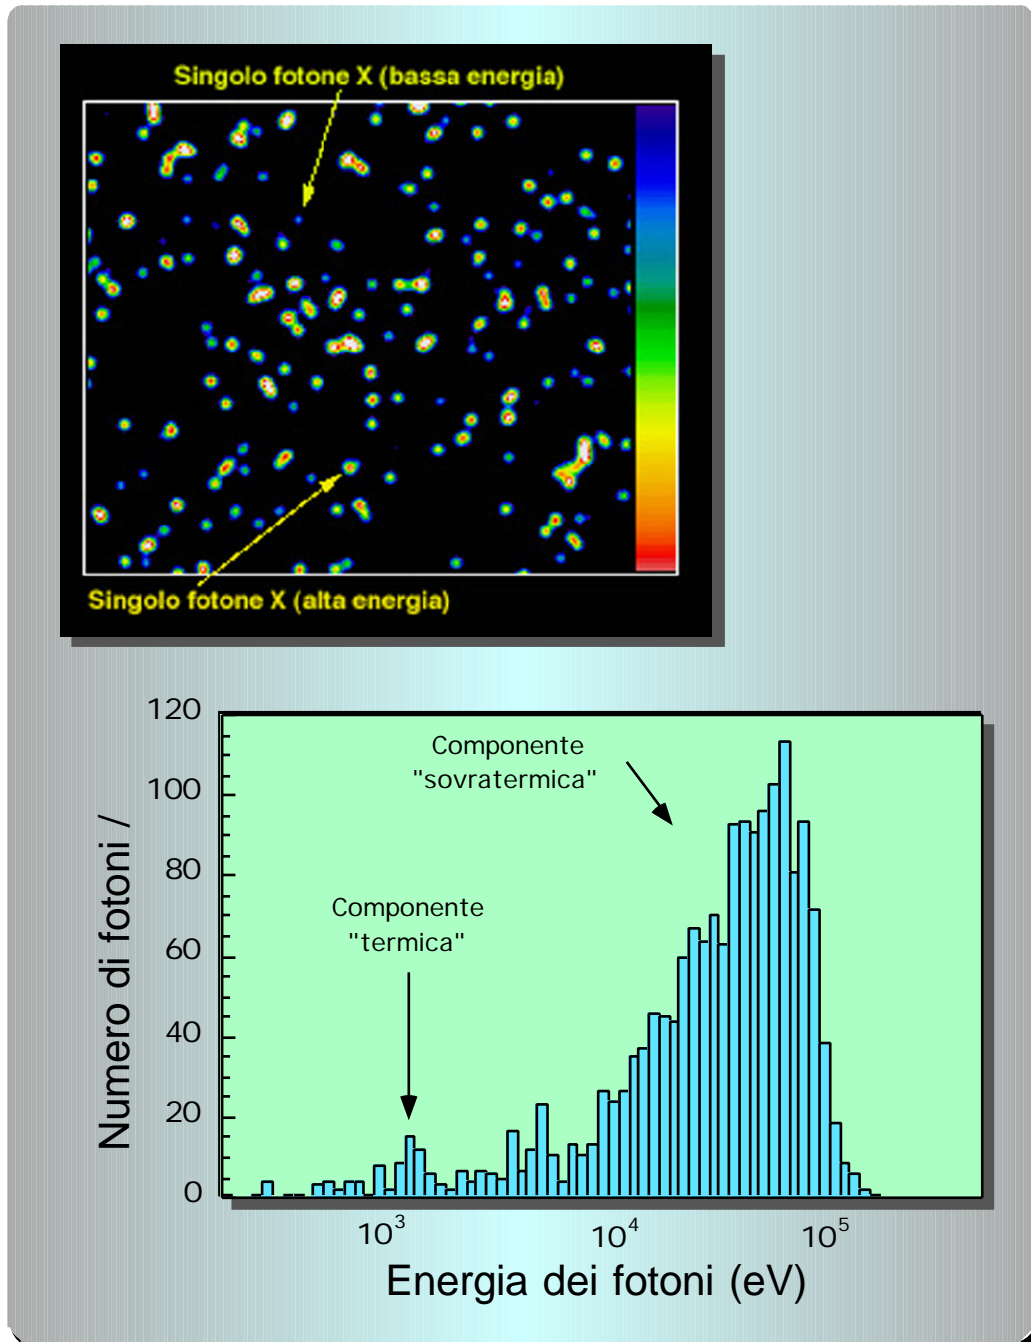 Singolo fotone X (bassa energia)
Singolo fotone X (alta energia)
120
100
80
60
40
20
0
Numero di fotoni /
Componente
"sovratermica"
Componente
"termica"
10³
10⁴
10⁵
Energia dei fotoni (eV)